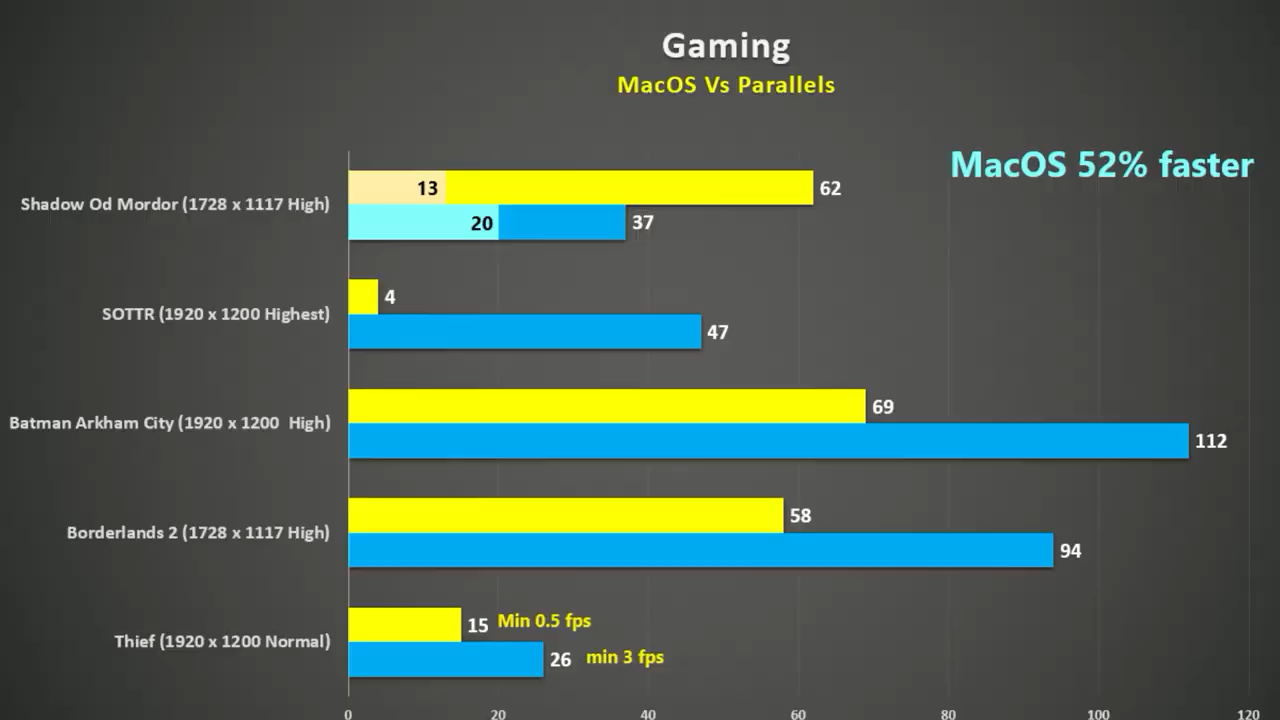 Gaming
MacOS Vs Parallels
MacOS 52% faster
Shadow Od Mordor (1728 x 1117 High)
13
62
20
37
SOTTR (1920 x 1200 Highest)
4
47
Batman Arkham City (1920 x 1200  High)
69
112
Borderlands 2 (1728 x 1117 High)
58
94
Thief (1920 x 1200 Normal)
15 Min 0.5 fps
26 min 3 fps
0 20 40 60 80 100 120